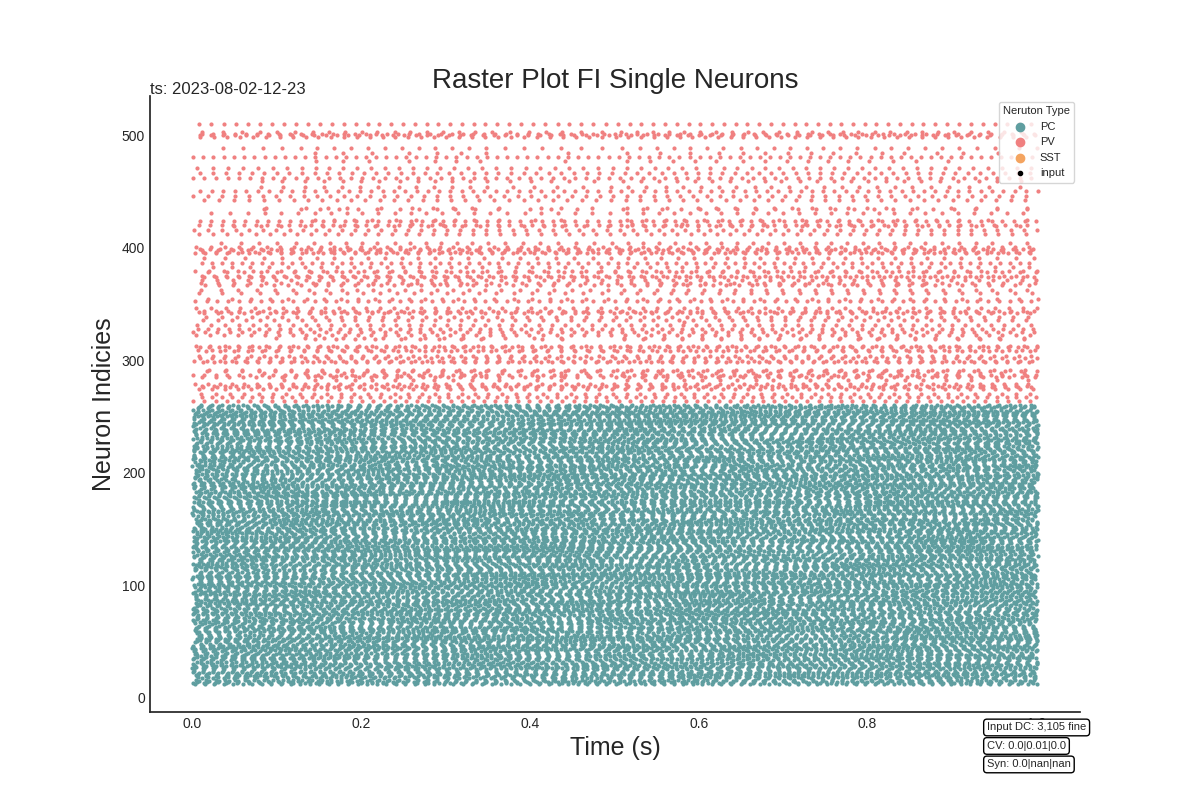 Raster Plot FI Single Neurons
ts: 2023-08-02-12-23
Neruton Type
PC
PV
SST
input
500
400
300
200
100
0
Neuron Indicies
0.0 0.2 0.4 0.6 0.8
Time (s)
Input DC: 3,105 fine
CV: 0.0|0.01|0.0
Syn: 0.0|nan|nan